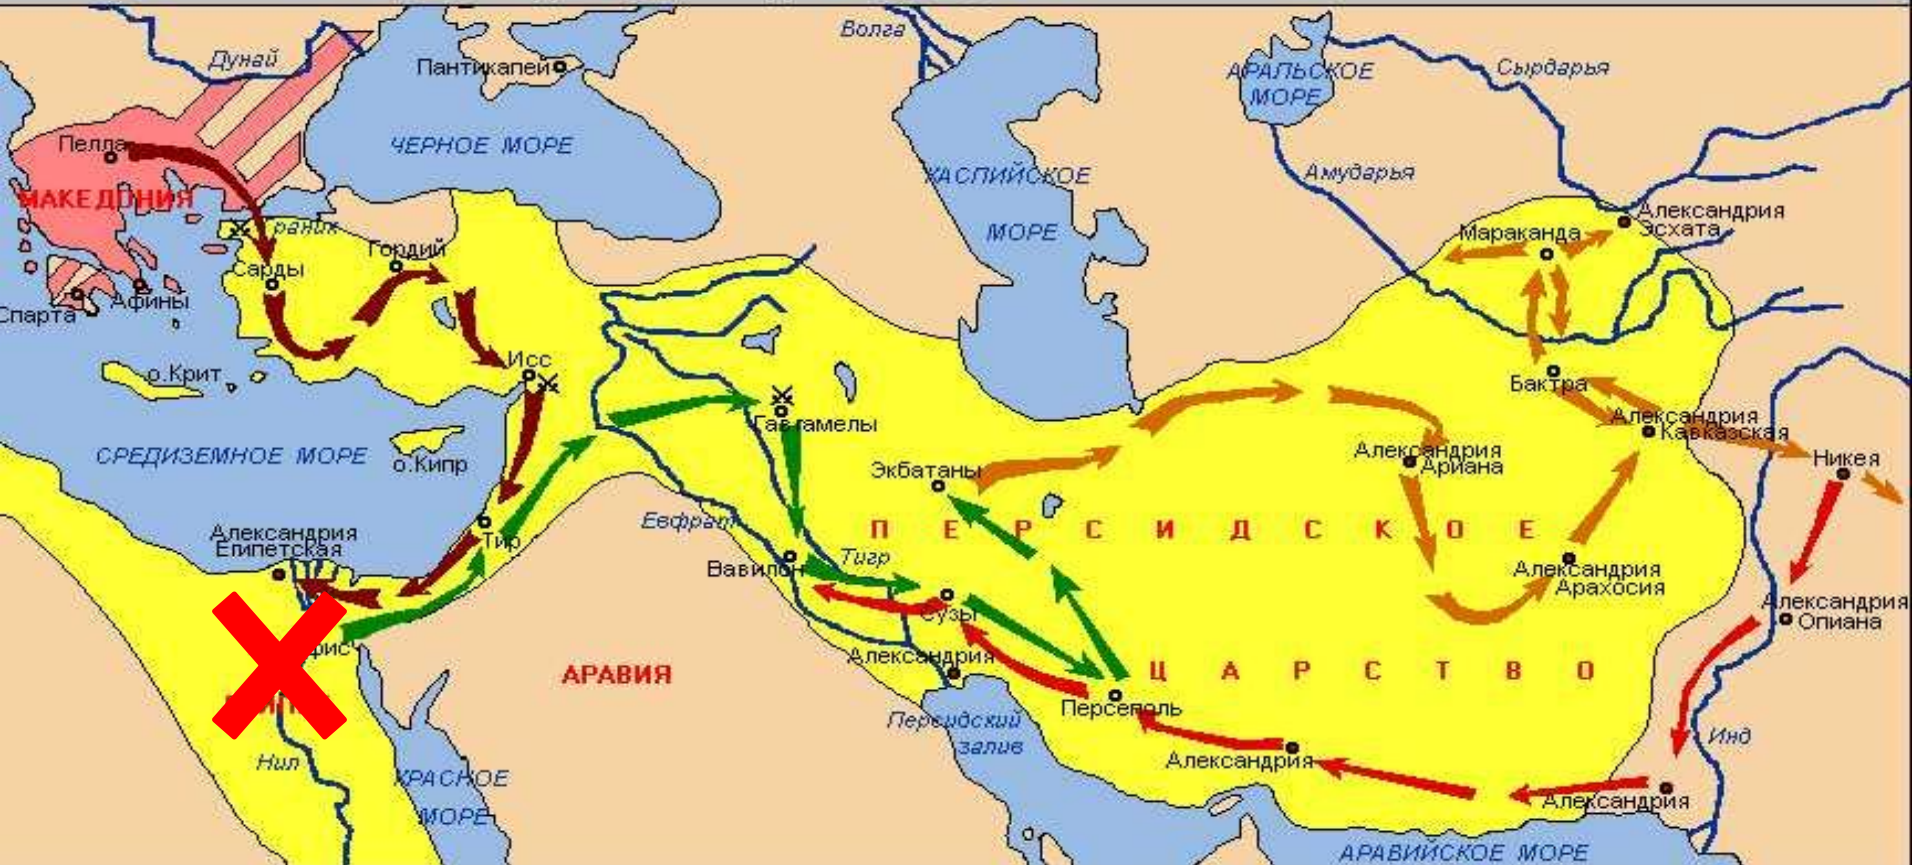 Волга
Дунай
Пантикапей
АРАЛЬСКОЕ
МОРЕ
Сырдарья
Пелла
ЧЕРНОЕ МОРЕ
КАСПИЙСКОЕ
МОРЕ
Амударья
МАКЕДОНИЯ
Граник
Гордий
Сарды
Мараканда
Александрия
Эсхата
Спарта
Афины
Исс
о.Крит
Бактра
Гавгамелы
Александрия
Кавказская
СРЕДИЗЕМНОЕ МОРЕ
о.Кипр
Экбатаны
Александрия
Ариана
Никея
Александрия
Египетская
Тир
Евфрат
ПЕРСИДСКОЕ
Вавилон
Тигр
Александрия
Арахосия
Сузы
Александрия
Опиана
АРАВИЯ
Александрия
ЦАРСТВО
Персидский
залив
Персеполь
Инд
Нил
КРАСНОЕ
МОРЕ
Александрия
Александрия
АРАВИЙСКОЕ МОРЕ